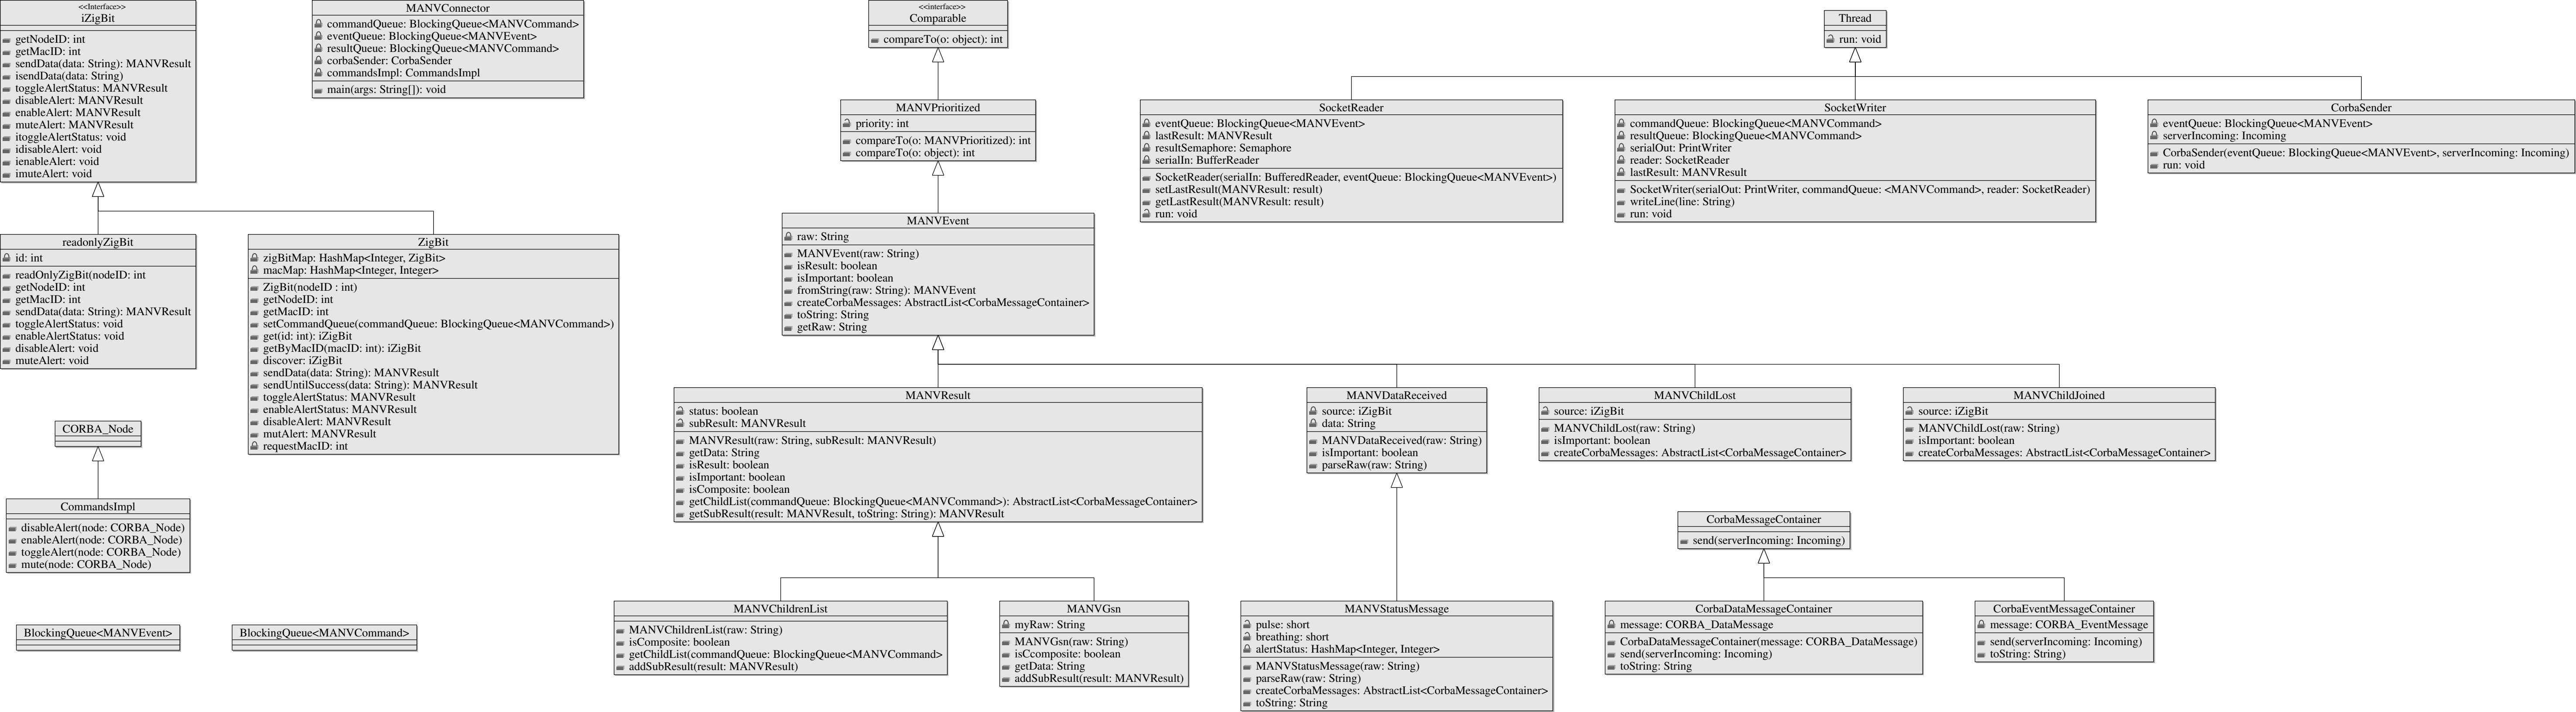 <<Interface>>
iZigBit
getNodeID: int
getMacID: int
sendData(data: String): MANVResult
isendData(data: String)
toggleAlertStatus: MANVResult
disableAlert: MANVResult
enableAlert: MANVResult
muteAlert: MANVResult
itoggleAlertStatus: void
idisableAlert: void
ienableAlert: void
imuteAlert: void
MANVConnector
commandQueue: BlockingQueue<MANVCommand>
eventQueue: BlockingQueue<MANVEvent>
resultQueue: BlockingQueue<MANVCommand>
corbaSender: CorbaSender
commandsImpl: CommandsImpl
main(args: String[]): void
<<interface>>
Comparable
compareTo(o: object): int
Thread
run: void
MANVPrioritized
priority: int
compareTo(o: MANVPrioritized): int
compareTo(o: object): int
SocketReader
eventQueue: BlockingQueue<MANVEvent>
lastResult: MANVResult
resultSemaphore: Semaphore
serialIn: BufferReader
SocketReader(serialIn: BufferedReader, eventQueue: BlockingQueue<MANVEvent>)
setLastResult(MANVResult: result)
getLastResult(MANVResult: result)
run: void
SocketWriter
commandQueue: BlockingQueue<MANVCommand>
resultQueue: BlockingQueue<MANVCommand>
serialOut: PrintWriter
reader: SocketReader
lastResult: MANVResult
SocketWriter(serialOut: PrintWriter, commandQueue: <MANVCommand>, reader: SocketReader)
writeLine(line: String)
run: void
CorbaSender
eventQueue: BlockingQueue<MANVEvent>
serverIncoming: Incoming
CorbaSender(eventQueue: BlockingQueue<MANVEvent>, serverIncoming: Incoming)
run: void
readonlyZigBit
id: int
readOnlyZigBit(nodeID: int
getNodeID: int
getMacID: int
sendData(data: String): MANVResult
toggleAlertStatus: void
enableAlertStatus: void
disableAlert: void
muteAlert: void
ZigBit
zigBitMap: HashMap<Integer, ZigBit>
macMap: HashMap<Integer, Integer>
ZigBit(nodeID : int)
getNodeID: int
getMacID: int
setCommandQueue(commandQueue: BlockingQueue<MANVCommand>)
get(id: int): iZigBit
getByMacID(macID: int): iZigBit
discover: iZigBit
sendData(data: String): MANVResult
sendUntilSuccess(data: String): MANVResult
toggleAlertStatus: MANVResult
enableAlertStatus: MANVResult
disableAlert: MANVResult
mutAlert: MANVResult
requestMacID: int
MANVEvent
raw: String
MANVEvent(raw: String)
isResult: boolean
isImportant: boolean
fromString(raw: String): MANVEvent
createCorbaMessages: AbstractList<CorbaMessageContainer>
toString: String
getRaw: String
MANVResult
status: boolean
subResult: MANVResult
MANVResult(raw: String, subResult: MANVResult)
getData: String
isResult: boolean
isImportant: boolean
isComposite: boolean
getChildList(commandQueue: BlockingQueue<MANVCommand>): AbstractList<CorbaMessageContainer>
getSubResult(result: MANVResult, toString: String): MANVResult
MANVDataReceived
source: iZigBit
data: String
MANVDataReceived(raw: String)
isImportant: boolean
parseRaw(raw: String)
MANVChildLost
source: iZigBit
MANVChildLost(raw: String)
isImportant: boolean
createCorbaMessages: AbstractList<CorbaMessageContainer>
MANVChildJoined
source: iZigBit
MANVChildLost(raw: String)
isImportant: boolean
createCorbaMessages: AbstractList<CorbaMessageContainer>
CORBA_Node
CommandsImpl
disableAlert(node: CORBA_Node)
enableAlert(node: CORBA_Node)
toggleAlert(node: CORBA_Node)
mute(node: CORBA_Node)
CorbaMessageContainer
send(serverIncoming: Incoming)
BlockingQueue<MANVEvent>
BlockingQueue<MANVCommand>
MANVChildrenList
MANVChildrenList(raw: String)
isComposite: boolean
getChildList(commandQueue: BlockingQueue<MANVCommand>
addSubResult(result: MANVResult)
MANVGsn
myRaw: String
MANVGsn(raw: String)
isCcomposite: boolean
getData: String
addSubResult(result: MANVResult)
MANVStatusMessage
pulse: short
breathing: short
alertStatus: HashMap<Integer, Integer>
MANVStatusMessage(raw: String)
parseRaw(raw: String)
createCorbaMessages: AbstractList<CorbaMessageContainer>
toString: String
CorbaDataMessageContainer
message: CORBA_DataMessage
CorbaDataMessageContainer(message: CORBA_DataMessage)
send(serverIncoming: Incoming)
toString: String
CorbaEventMessageContainer
message: CORBA_EventMessage
send(serverIncoming: Incoming)
toString: String)